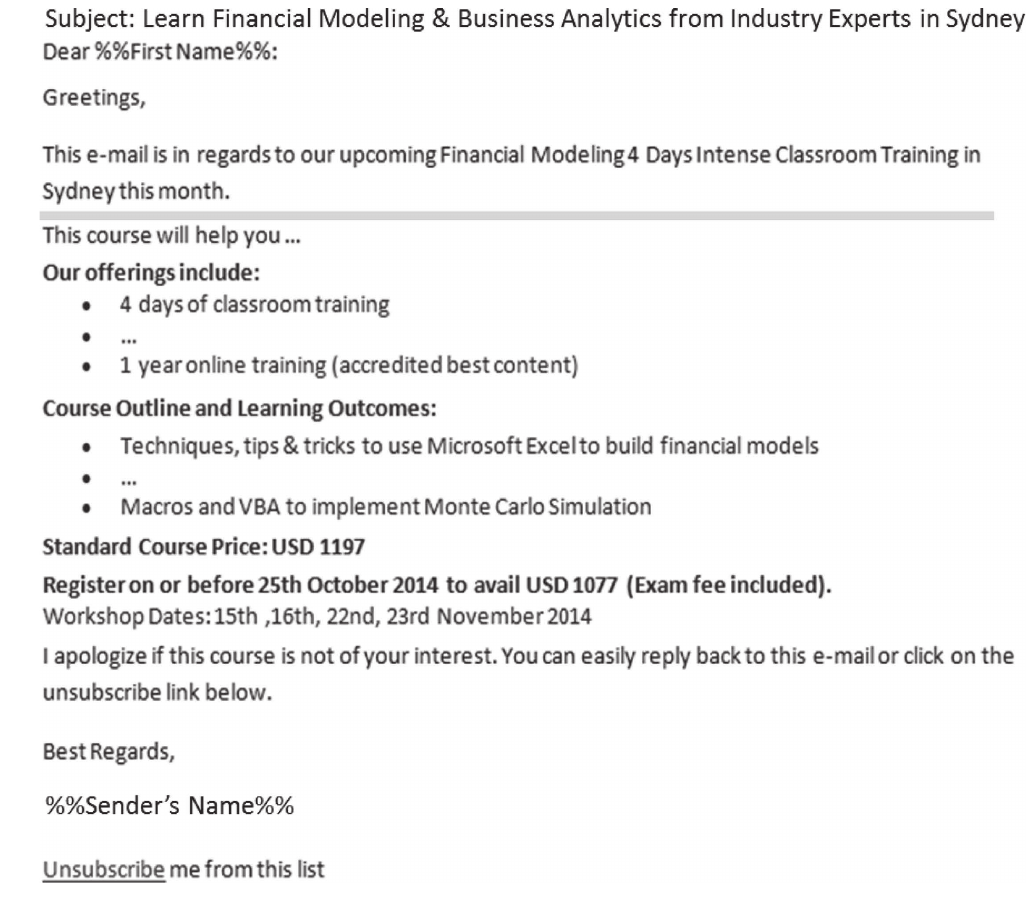 Subject: Learn Financial Modeling & Business Analytics from Industry Experts in Sydney
Dear %%First Name%%:
Greetings,
This e-mail is in regards to our upcoming Financial Modeling 4 Days Intense Classroom Training in
Sydney this month.
This course will help you ...
Our offerings include:
• 4 days of classroom training
• ...
• 1 year online training (accredited best content)
Course Outline and Learning Outcomes:
• Techniques, tips & tricks to use Microsoft Excel to build financial models
• ...
• Macros and VBA to implement Monte Carlo Simulation
Standard Course Price: USD 1197
Register on or before 25th October 2014 to avail USD 1077 (Exam fee included).
Workshop Dates: 15th ,16th, 22nd, 23rd November 2014
I apologize if this course is not of your interest. You can easily reply back to this e-mail or click on the
unsubscribe link below.
Best Regards,
%%Sender's Name%%
Unsubscribe me from this list